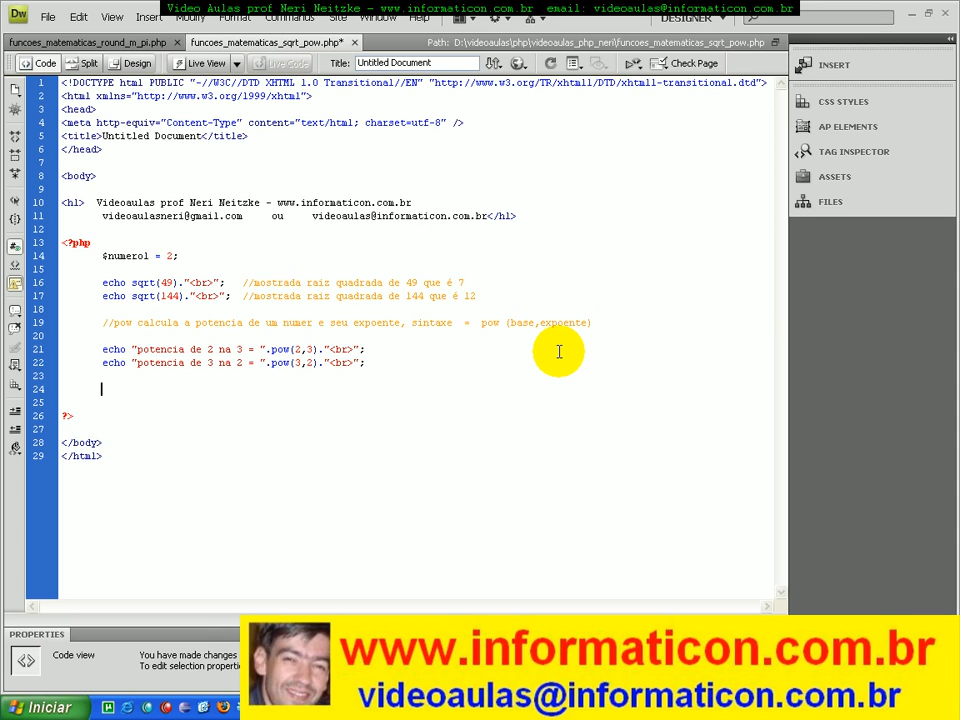 Video Aulas prof Neri Neitzke - www.informaticon.com.br email: videoaulas@informaticon.com.br
Dw File Edit View Insert Modify Format Commands Site Window Help DESIGNER
funcoes_matematicas_round_m_pi.php × funcoes_matematicas_sqrt_pow.php* × Path: D:\videoaulas\php\videoaulas_php_neri\funcoes_matematicas_sqrt_pow.php
Code Split Design Live View Live Code Title: Untitled Document Check Page
1 <!DOCTYPE html PUBLIC "-//W3C//DTD XHTML 1.0 Transitional//EN" "http://www.w3.org/TR/xhtml1/DTD/xhtml1-transitional.dtd">
2 <html xmlns="http://www.w3.org/1999/xhtml">
3 <head>
4 <meta http-equiv="Content-Type" content="text/html; charset=utf-8" />
5 <title>Untitled Document</title>
6 </head>
7
8 <body>
9
10 <h1> Videoaulas prof Neri Neitzke - www.informaticon.com.br
11 videoaulasneri@gmail.com ou videoaulas@informaticon.com.br</h1>
12
13 <?php
14 $numero1 = 2;
15
16 echo sqrt(49)."<br>"; //mostrada raiz quadrada de 49 que é 7
17 echo sqrt(144)."<br>"; //mostrada raiz quadrada de 144 que é 12
18
19 //pow calcula a potencia de um numer e seu expoente, sintaxe = pow (base,expoente)
20
21 echo "potencia de 2 na 3 = ".pow(2,3)."<br>";
22 echo "potencia de 3 na 2 = ".pow(3,2)."<br>";
23
24
25
26 ?>
27
28 </body>
29 </html>
INSERT
CSS STYLES
AP ELEMENTS
TAG INSPECTOR
ASSETS
FILES
PROPERTIES
Code view
You have made changes
To edit selection properti
Iniciar
www.informaticon.com.br
videoaulas@informaticon.com.br